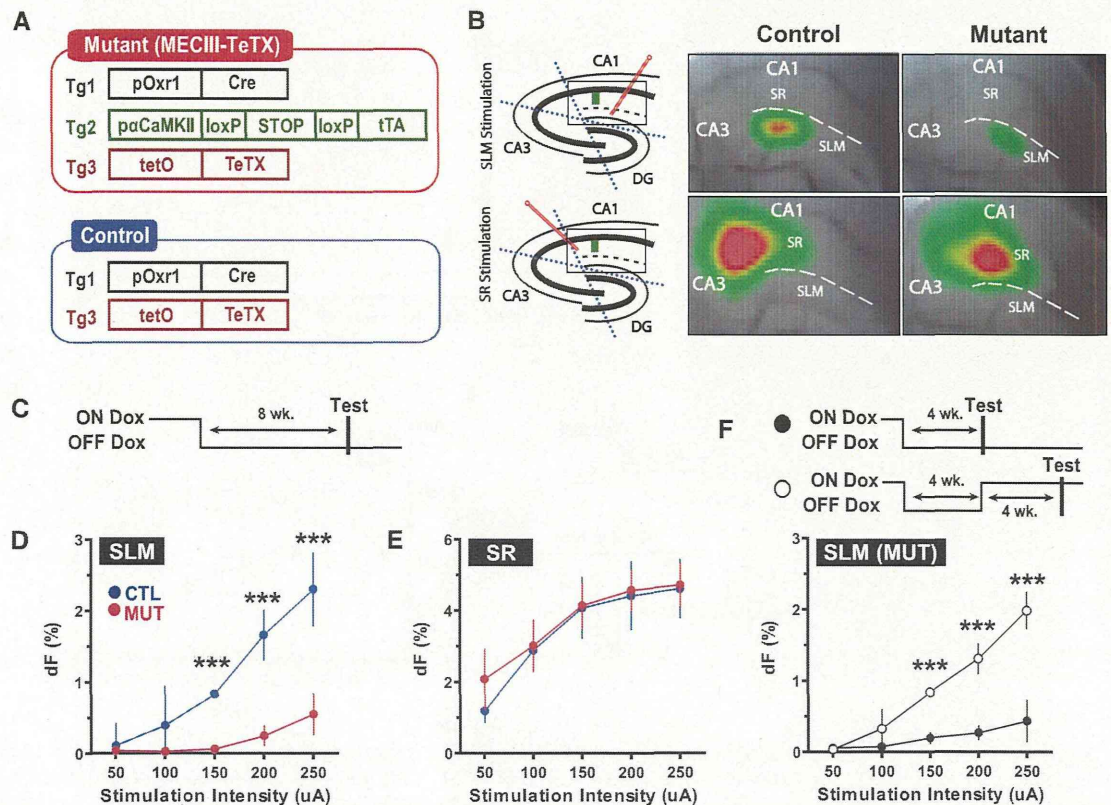 A
Mutant (MECIII-TeTX)
Tg1 pOxr1 Cre
Tg2 pαCaMKII loxP STOP loxP tTA
Tg3 tetO TeTX
Control
Tg1 pOxr1 Cre
Tg3 tetO TeTX
B
Control Mutant
SLM Stimulation
CA1
CA3
DG
CA1
SR
CA3
SLM
CA1
SR
CA3
SLM
SR Stimulation
CA1
CA3
DG
CA1
SR
CA3
SLM
CA1
SR
CA3
SLM
C
ON Dox
OFF Dox
8 wk.
Test
D
SLM
CTL
MUT
***
***
***
dF (%)
3
2
1
0
50 100 150 200 250
Stimulation Intensity (uA)
E
SR
dF (%)
6
4
2
0
50 100 150 200 250
Stimulation Intensity (uA)
F
ON Dox
OFF Dox
4 wk.
Test
ON Dox
OFF Dox
4 wk.
4 wk.
Test
SLM (MUT)
***
***
***
dF (%)
3
2
1
0
50 100 150 200 250
Stimulation Intensity (uA)